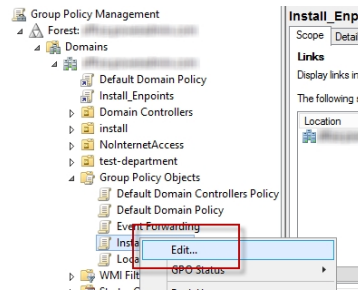 Group Policy Management
Forest:
Domains
Default Domain Policy
Install_Enpoints
Domain Controllers
install
NoInternetAccess
test-department
Group Policy Objects
Default Domain Controllers Policy
Default Domain Policy
Event Forwarding
Insta
Loca
WMI Filt
Edit...
GPO Status
Install_Enp
Scope Detai
Links
Display links in
The following s
Location